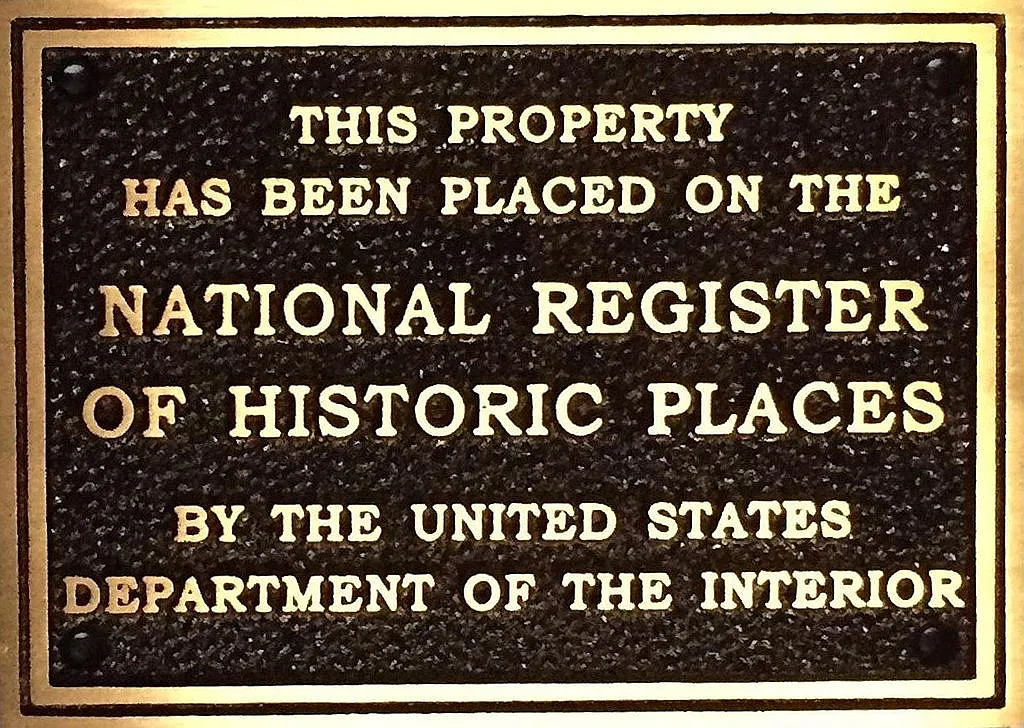 THIS PROPERTY
HAS BEEN PLACED ON THE
NATIONAL REGISTER
OF HISTORIC PLACES
BY THE UNITED STATES
DEPARTMENT OF THE INTERIOR